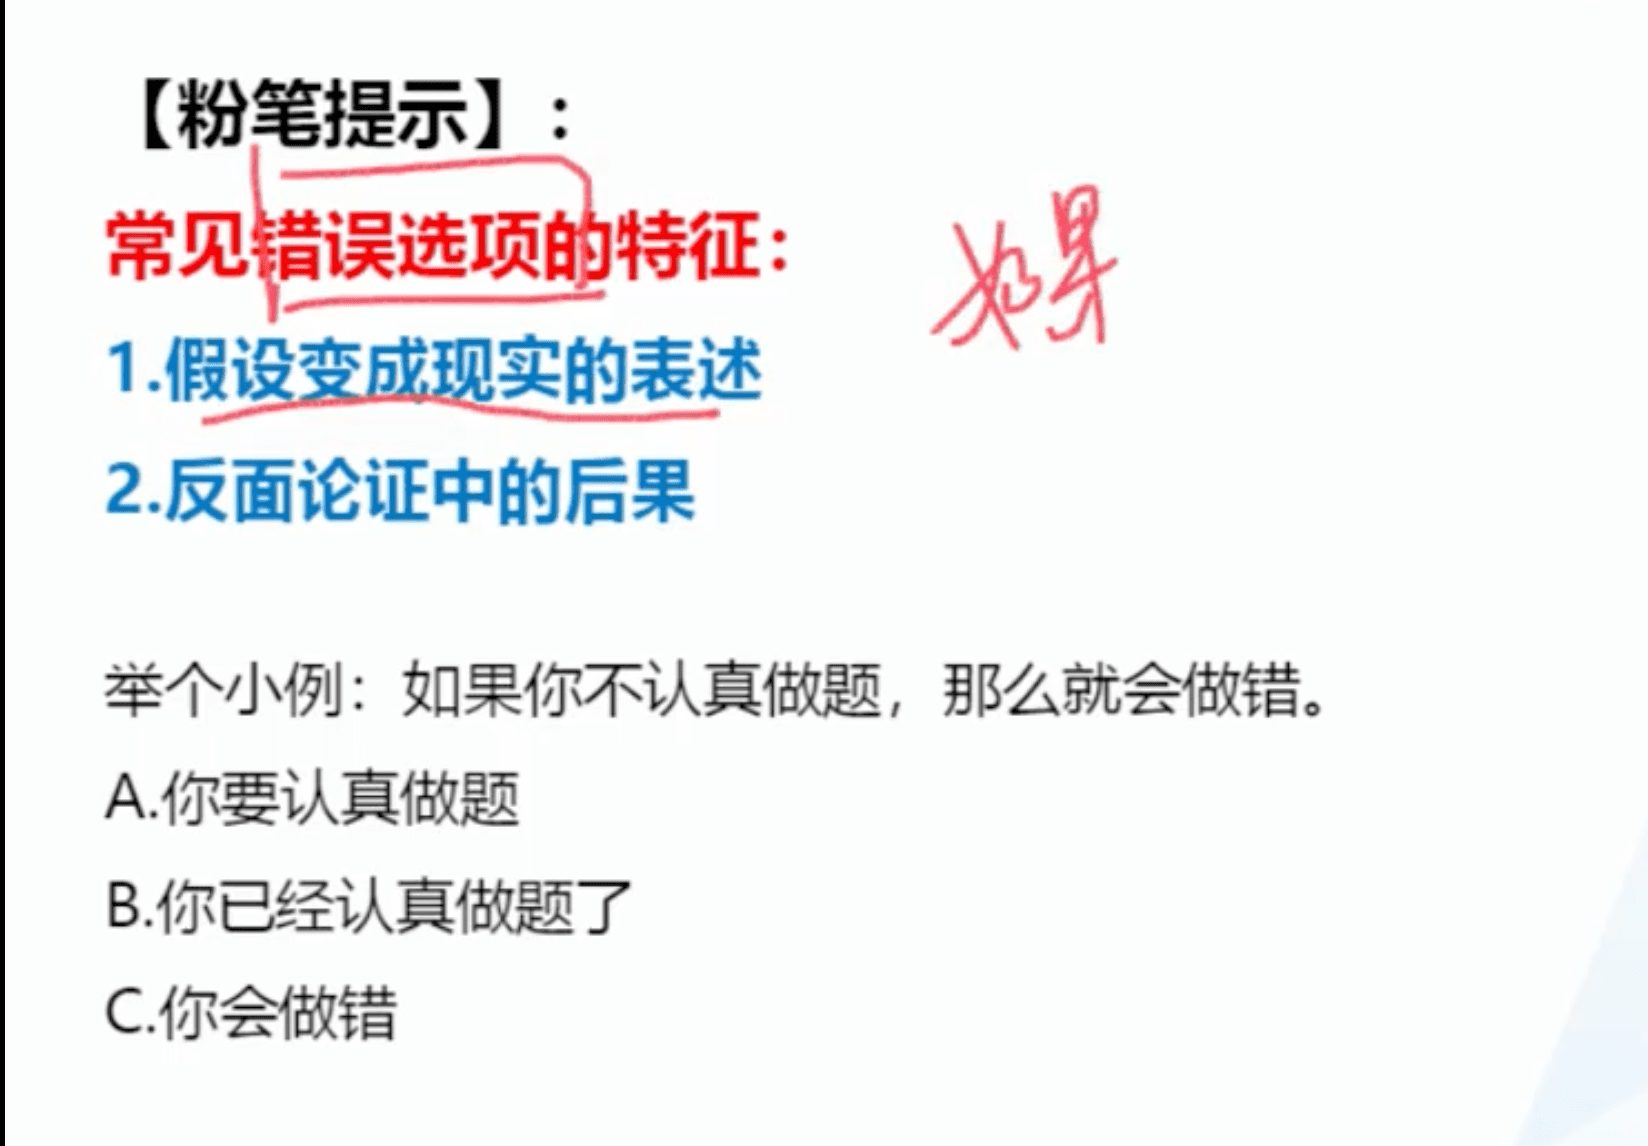 【粉笔提示】：
常见错误选项的特征：
如果
1.假设变成现实的表述
2.反面论证中的后果
举个小例：如果你不认真做题，那么就会做错。
A.你要认真做题
B.你已经认真做题了
C.你会做错